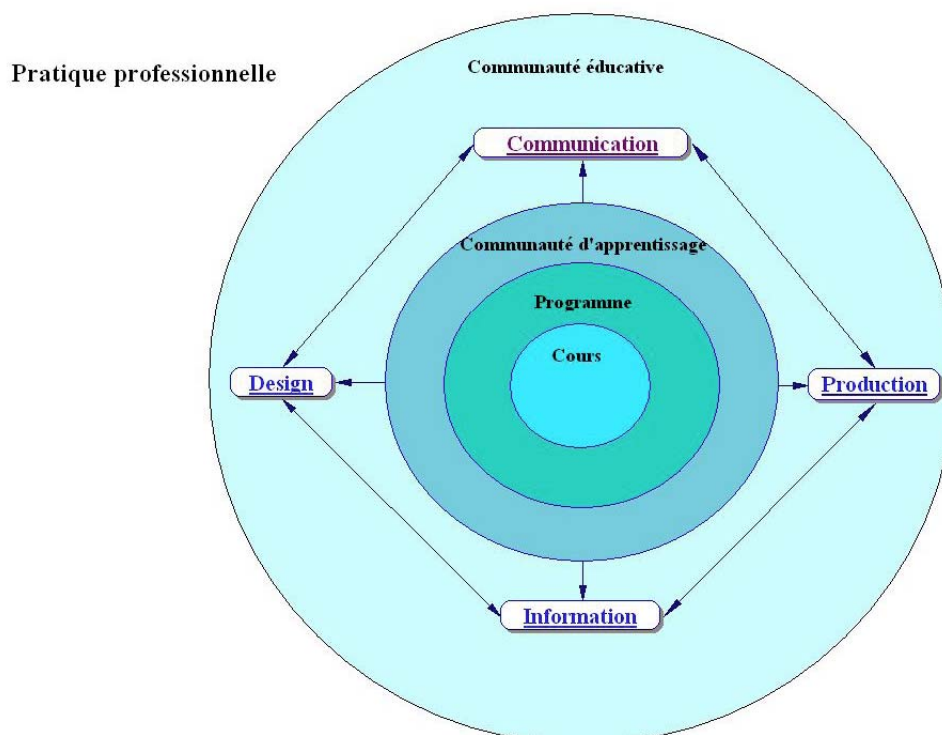 Communauté éducative
Pratique professionnelle
Communication
Communauté d'apprentissage
Programme
Cours
Design
Production
Information